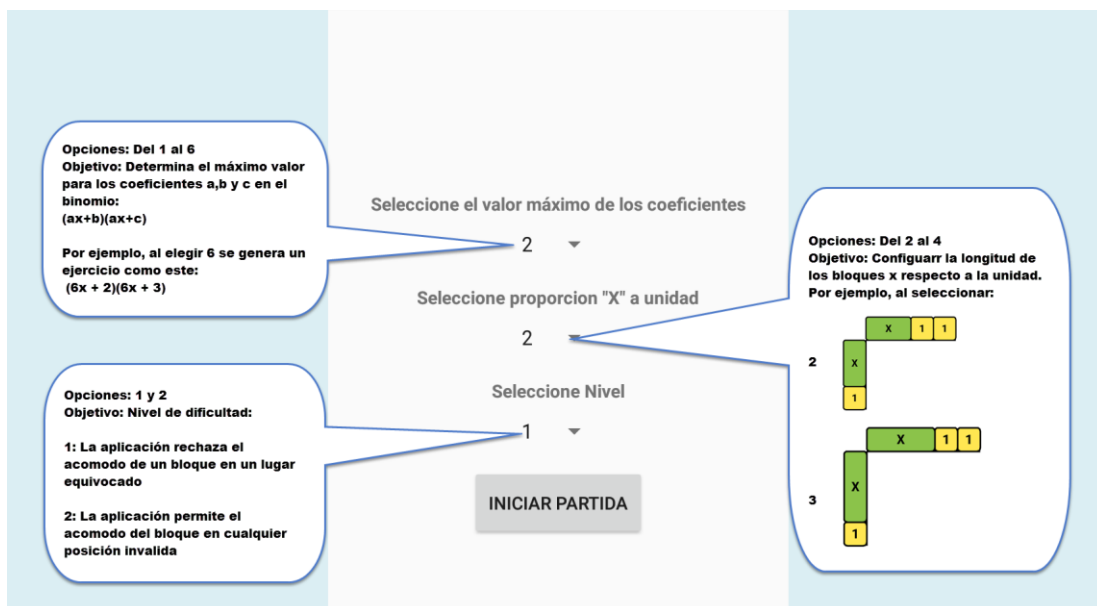 Opciones: Del 1 al 6
Objetivo: Determina el máximo valor
para los coeficientes a,b y c en el
binomio:
(ax+b)(ax+c)
Por ejemplo, al elegir 6 se genera un
ejercicio como este:
(6x + 2)(6x + 3)
Opciones: 1 y 2
Objetivo: Nivel de dificultad:
1: La aplicación rechaza el
acomodo de un bloque en un lugar
equivocado
2: La aplicación permite el
acomodo del bloque en cualquier
posición invalida
Seleccione el valor máximo de los coeficientes
2
Seleccione proporcion "X" a unidad
2
Seleccione Nivel
1
INICIAR PARTIDA
Opciones: Del 2 al 4
Objetivo: Configuarr la longitud de
los bloques x respecto a la unidad.
Por ejemplo, al seleccionar:
X 1 1
2 X
1
X 1 1
X
3
1